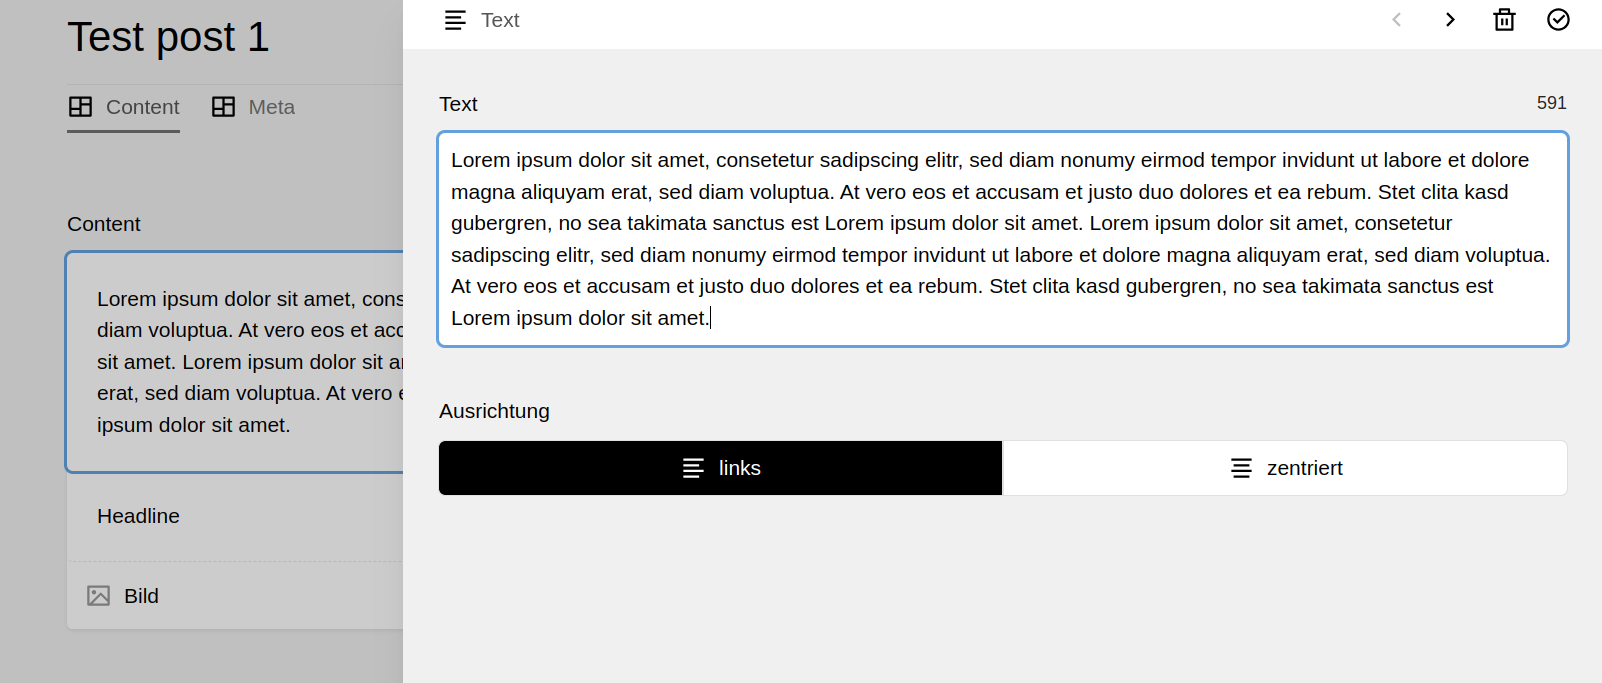 Test post 1
Content
Meta
Content
Lorem ipsum dolor sit amet, cons
diam voluptua. At vero eos et acc
sit amet. Lorem ipsum dolor sit a
erat, sed diam voluptua. At vero
ipsum dolor sit amet.
Headline
Bild
Text
Text
591
Lorem ipsum dolor sit amet, consetetur sadipscing elitr, sed diam nonumy eirmod tempor invidunt ut labore et dolore
magna aliquyam erat, sed diam voluptua. At vero eos et accusam et justo duo dolores et ea rebum. Stet clita kasd
gubergren, no sea takimata sanctus est Lorem ipsum dolor sit amet. Lorem ipsum dolor sit amet, consetetur
sadipscing elitr, sed diam nonumy eirmod tempor invidunt ut labore et dolore magna aliquyam erat, sed diam voluptua.
At vero eos et accusam et justo duo dolores et ea rebum. Stet clita kasd gubergren, no sea takimata sanctus est
Lorem ipsum dolor sit amet.
Ausrichtung
links
zentriert